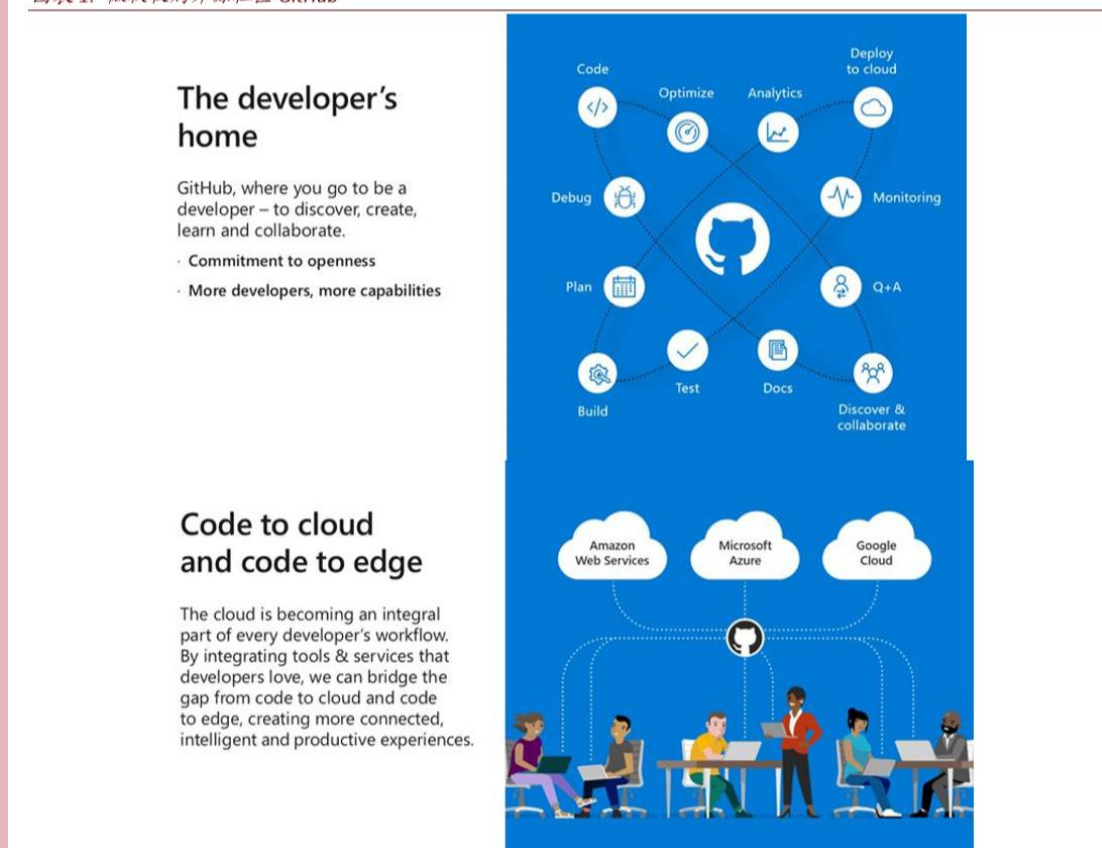 GitHub
The developer's
home
GitHub, where you go to be a
developer – to discover, create,
learn and collaborate.
· Commitment to openness
· More developers, more capabilities
Code
Optimize
Analytics
Deploy
to cloud
Debug
Monitoring
Plan
Q+A
Build
Test
Docs
Discover &
collaborate
Code to cloud
and code to edge
The cloud is becoming an integral
part of every developer's workflow.
By integrating tools & services that
developers love, we can bridge the
gap from code to cloud and code
to edge, creating more connected,
intelligent and productive experiences.
Amazon
Web Services
Microsoft
Azure
Google
Cloud